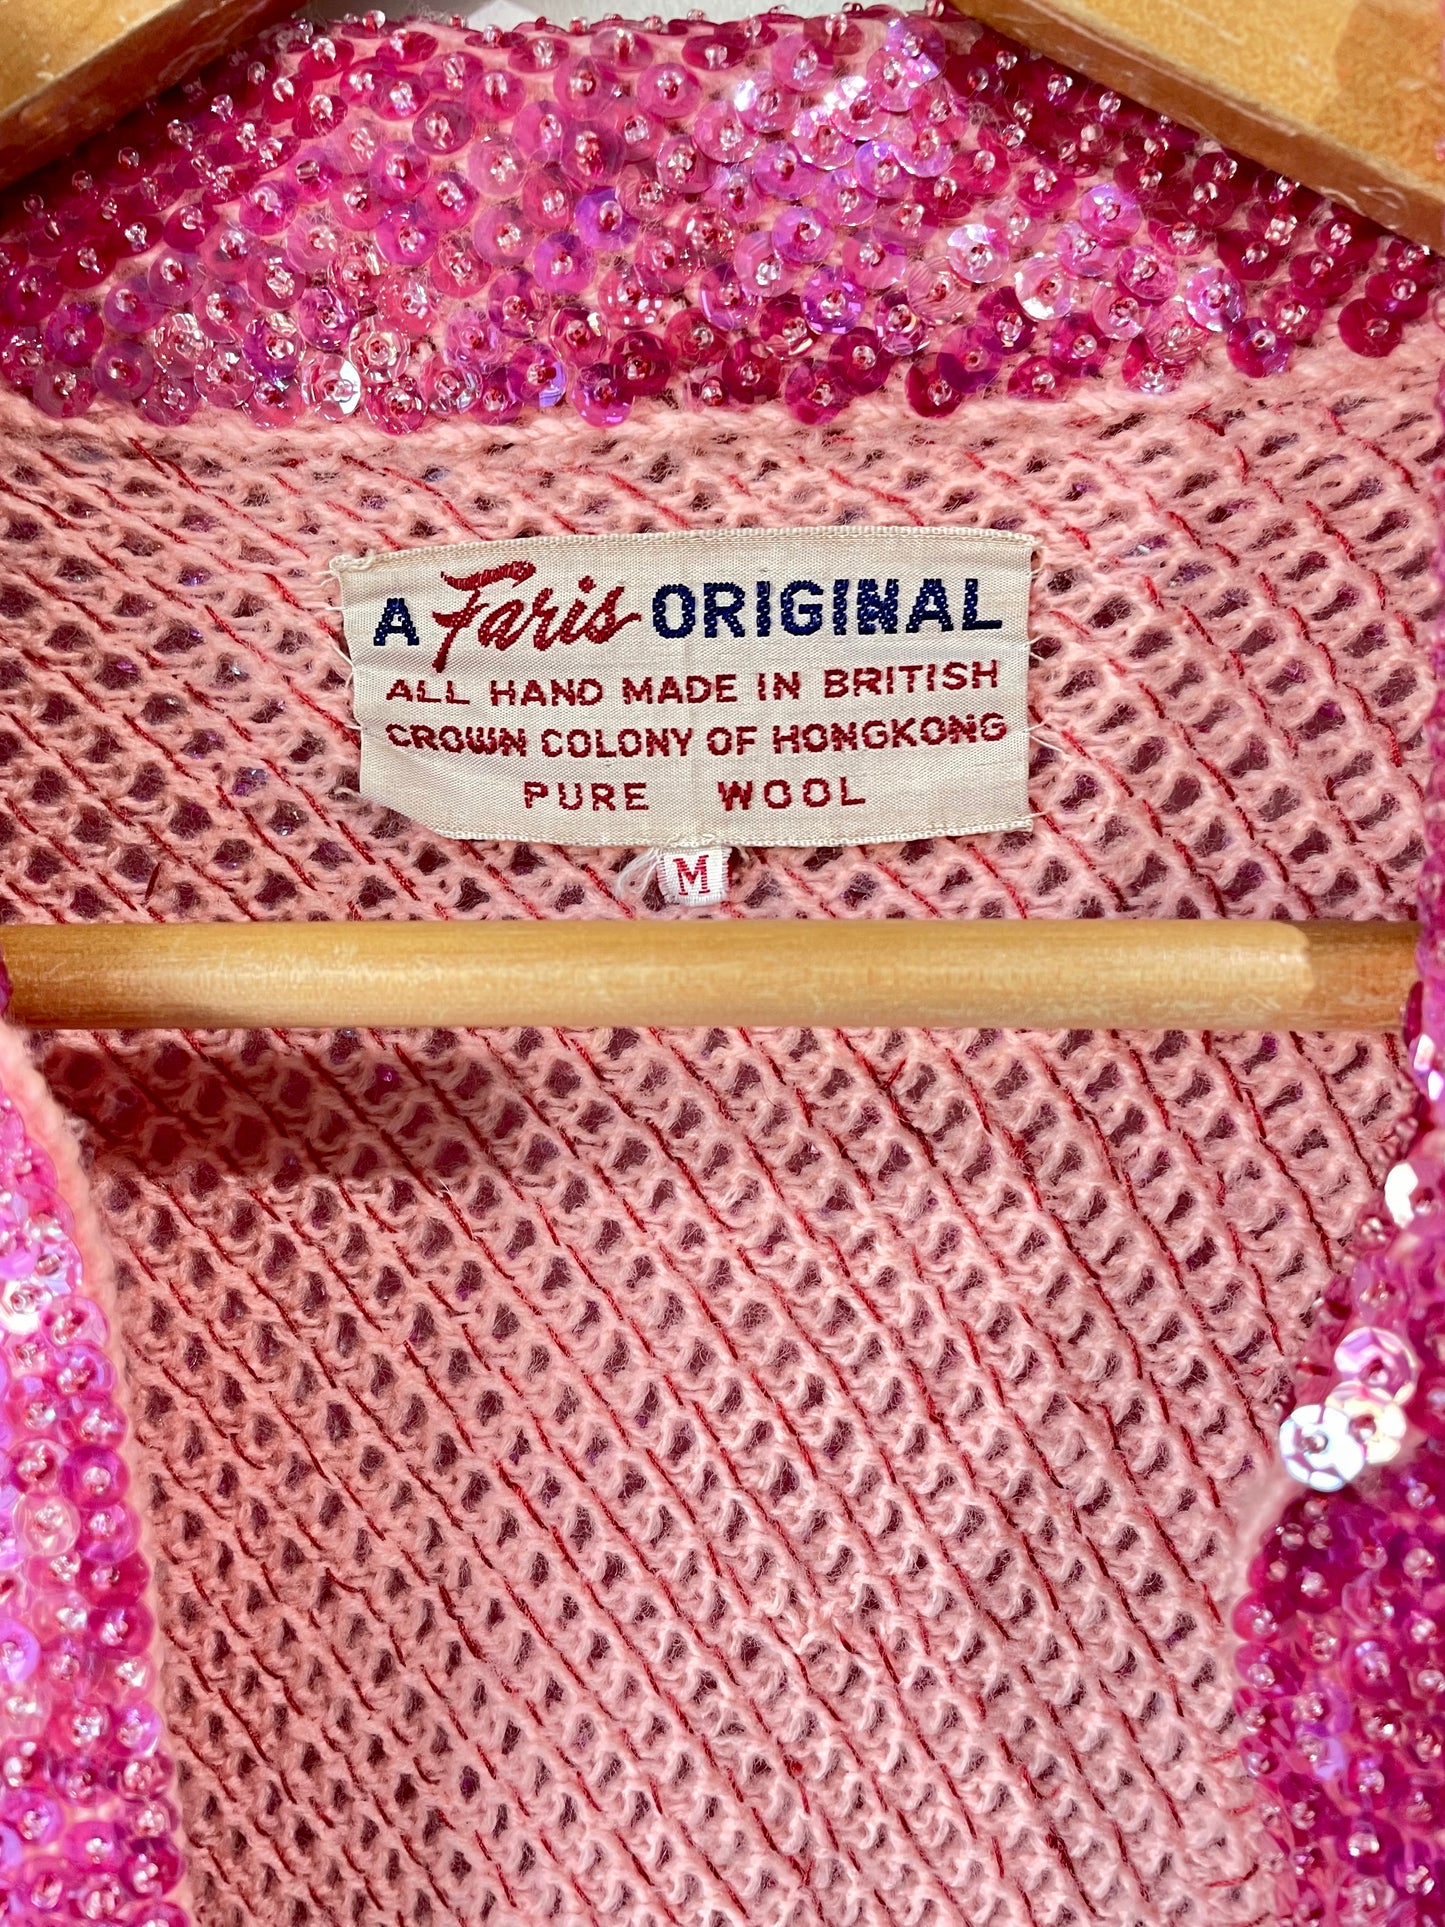 A Faris ORIGINAL
ALL HAND MADE IN BRITISH
CROWN COLONY OF HONGKONG
PURE WOOL
M